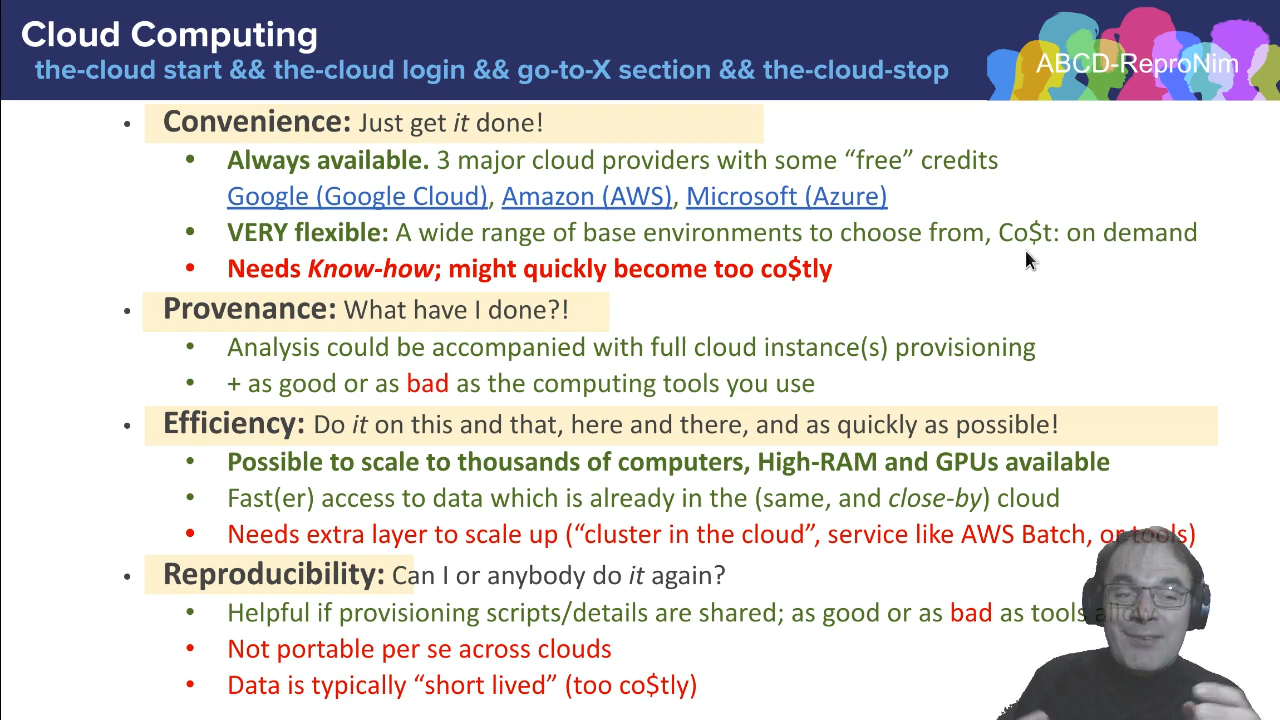 Cloud Computing
the-cloud start && the-cloud login && go-to-X section && the-cloud-stop
ABCD-ReproNim
• Convenience: Just get it done!
• Always available. 3 major cloud providers with some “free” credits
Google (Google Cloud), Amazon (AWS), Microsoft (Azure)
• VERY flexible: A wide range of base environments to choose from, Co$t: on demand
• Needs Know-how; might quickly become too co$tly
• Provenance: What have I done?!
• Analysis could be accompanied with full cloud instance(s) provisioning
• + as good or as bad as the computing tools you use
• Efficiency: Do it on this and that, here and there, and as quickly as possible!
• Possible to scale to thousands of computers, High-RAM and GPUs available
• Fast(er) access to data which is already in the (same, and close-by) cloud
• Needs extra layer to scale up (“cluster in the cloud”, service like AWS Batch, or tools)
• Reproducibility: Can I or anybody do it again?
• Helpful if provisioning scripts/details are shared; as good or as bad as tools allow
• Not portable per se across clouds
• Data is typically “short lived” (too co$tly)